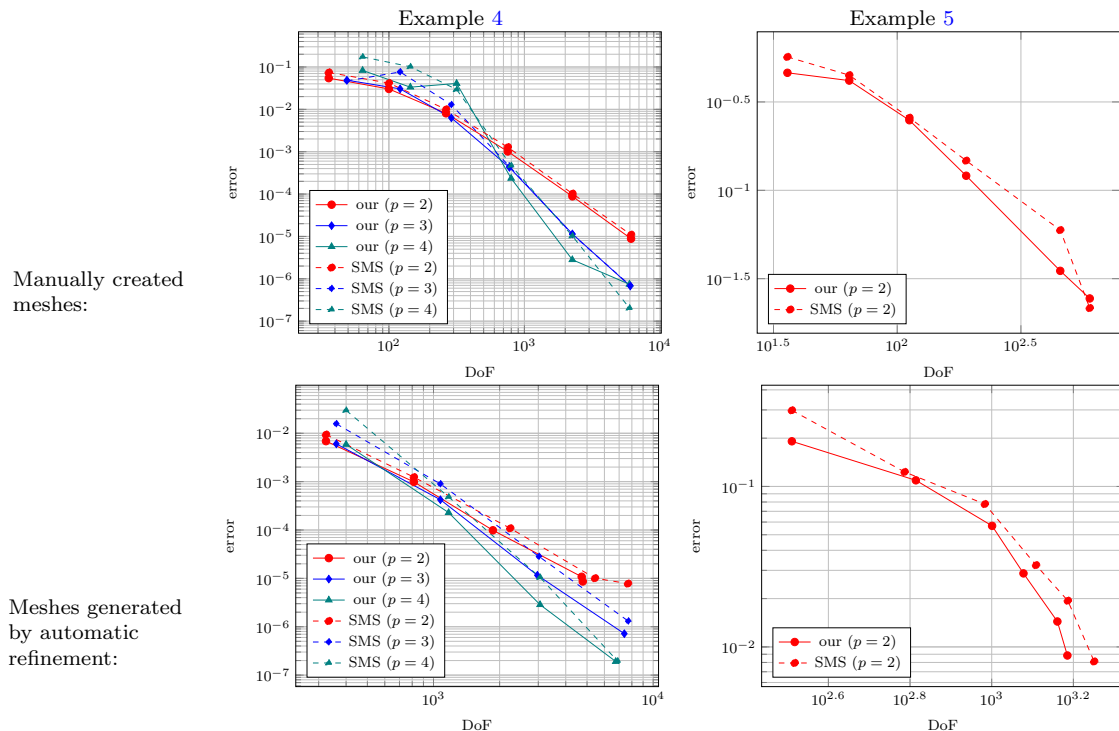 Example 4
Example 5
10^−1
10^−2
10^−3
10^−4
10^−5
10^−6
10^−7
error
our (p = 2)
our (p = 3)
our (p = 4)
SMS (p = 2)
SMS (p = 3)
SMS (p = 4)
10^2
10^3
10^4
DoF
10^−0.5
10^−1
10^−1.5
error
our (p = 2)
SMS (p = 2)
10^1.5
10^2
10^2.5
DoF
Manually created
meshes:
10^−2
10^−3
10^−4
10^−5
10^−6
10^−7
error
our (p = 2)
our (p = 3)
our (p = 4)
SMS (p = 2)
SMS (p = 3)
SMS (p = 4)
10^3
10^4
DoF
10^−1
10^−2
error
our (p = 2)
SMS (p = 2)
10^2.6
10^2.8
10^3
10^3.2
DoF
Meshes generated
by automatic
refinement: